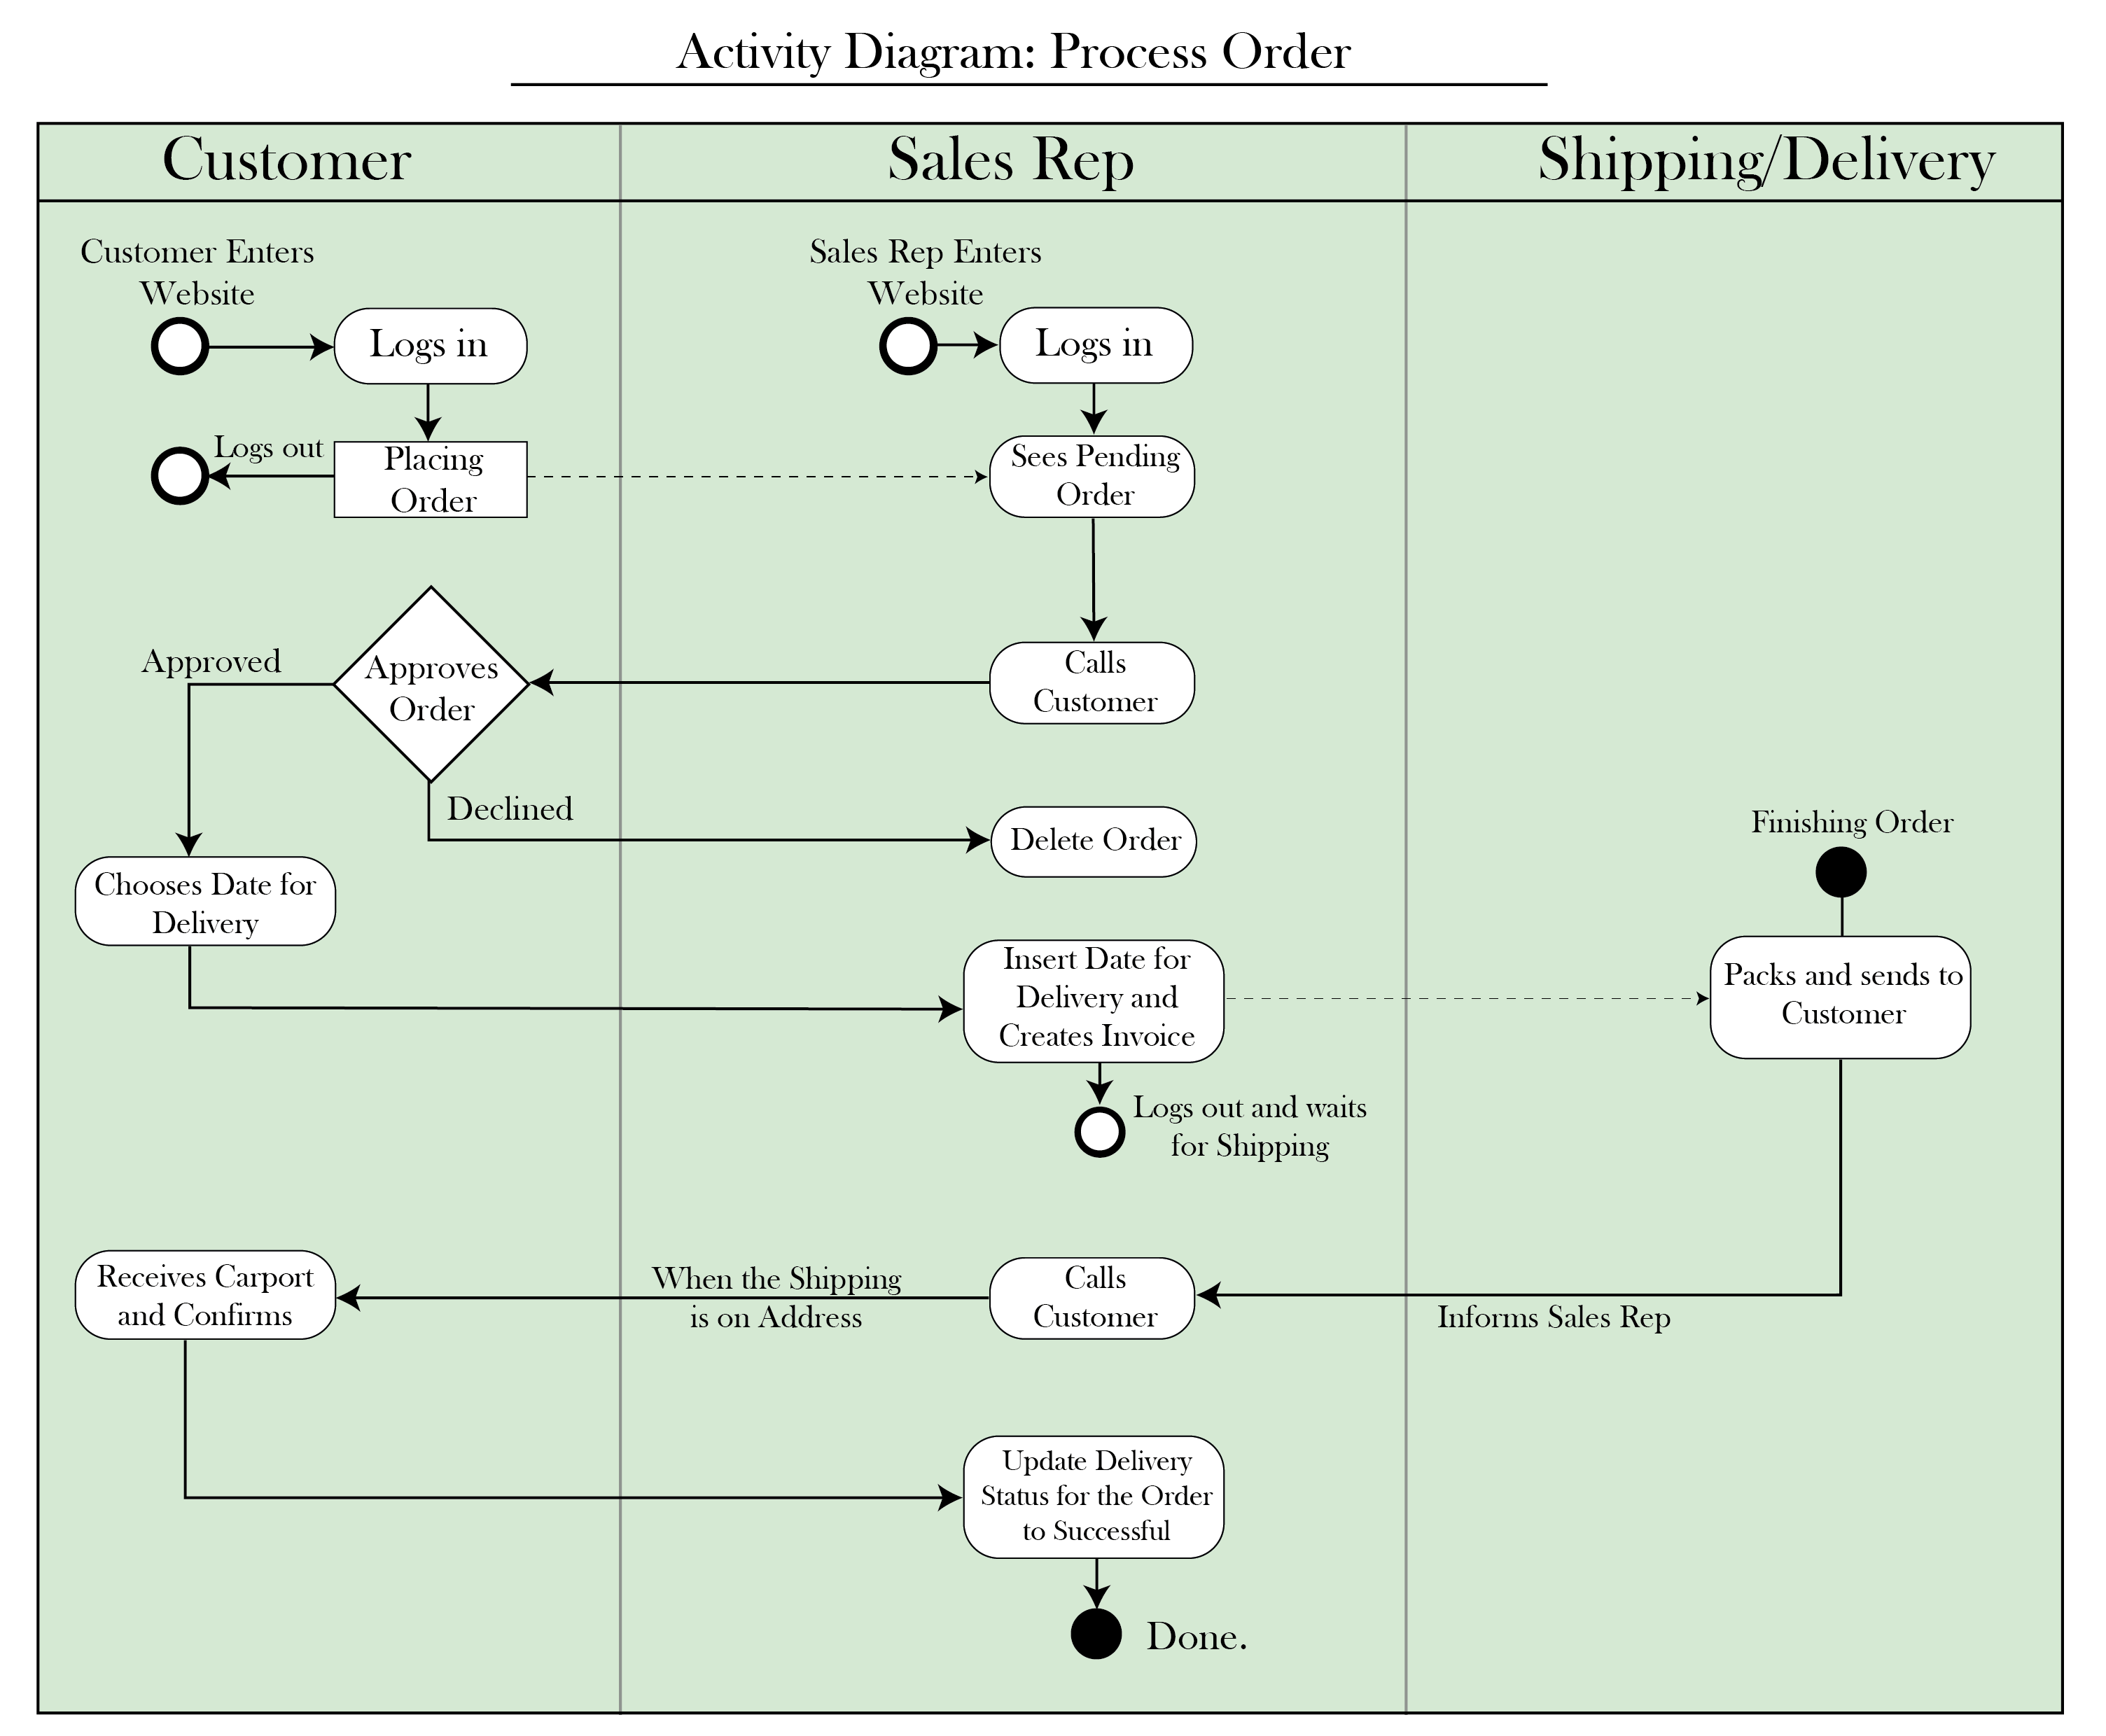 Activity Diagram: Process Order
Customer
Sales Rep
Shipping/Delivery
Customer Enters
Website
Logs in
Sales Rep Enters
Website
Logs in
Logs out
Placing
Order
Sees Pending
Order
Approved
Approves
Order
Calls
Customer
Declined
Delete Order
Finishing Order
Chooses Date for
Delivery
Insert Date for
Delivery and
Creates Invoice
Packs and sends to
Customer
Logs out and waits
for Shipping
Receives Carport
and Confirms
When the Shipping
is on Address
Calls
Customer
Informs Sales Rep
Update Delivery
Status for the Order
to Successful
Done.